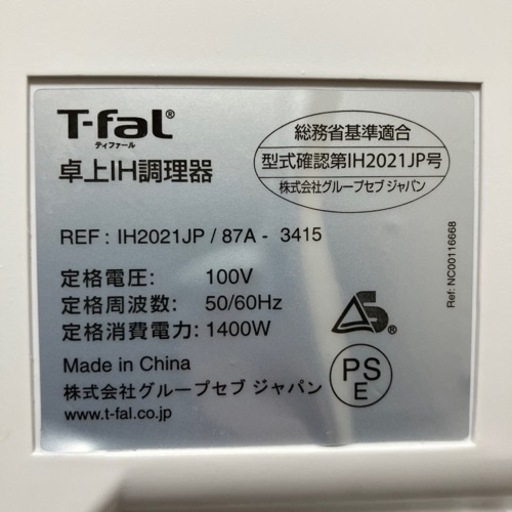 T-fal®
ティファール
卓上IH調理器
総務省基準適合
型式確認第IH2021JP号
株式会社グループセブ ジャパン
REF : IH2021JP / 87A - 3415
定格電圧: 100V
定格周波数: 50/60Hz
定格消費電力: 1400W
Made in China
株式会社グループセブ ジャパン
www.t-fal.co.jp
S®
PS
E
Ref: NC00116668